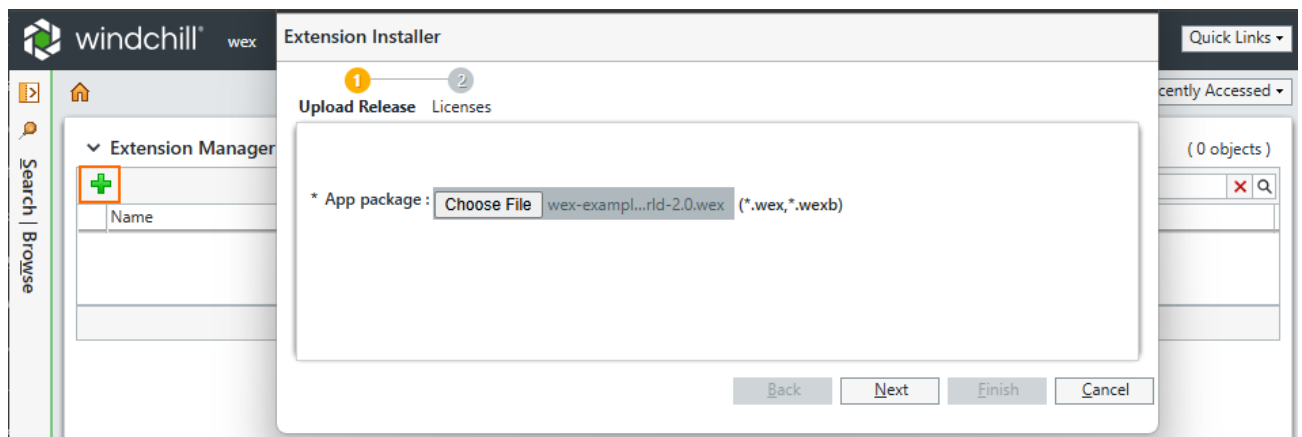 windchill® wex
Extension Installer
Quick Links
1
2
Upload Release Licenses
cently Accessed
Extension Manager
( 0 objects )
* App package : Choose File wex-exampl...rld-2.0.wex (*.wex,*.wexb)
Name
Search | Browse
Back Next Finish Cancel